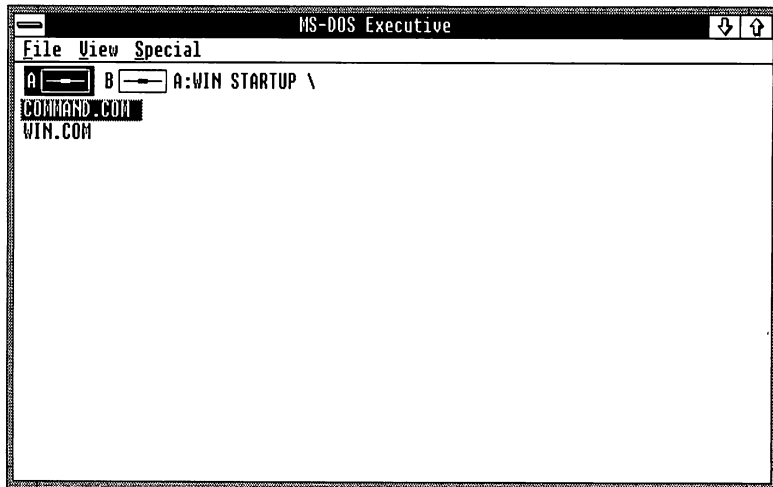 MS-DOS Executive
File View Special
A B A:WIN STARTUP \
COMMAND.COM
WIN.COM